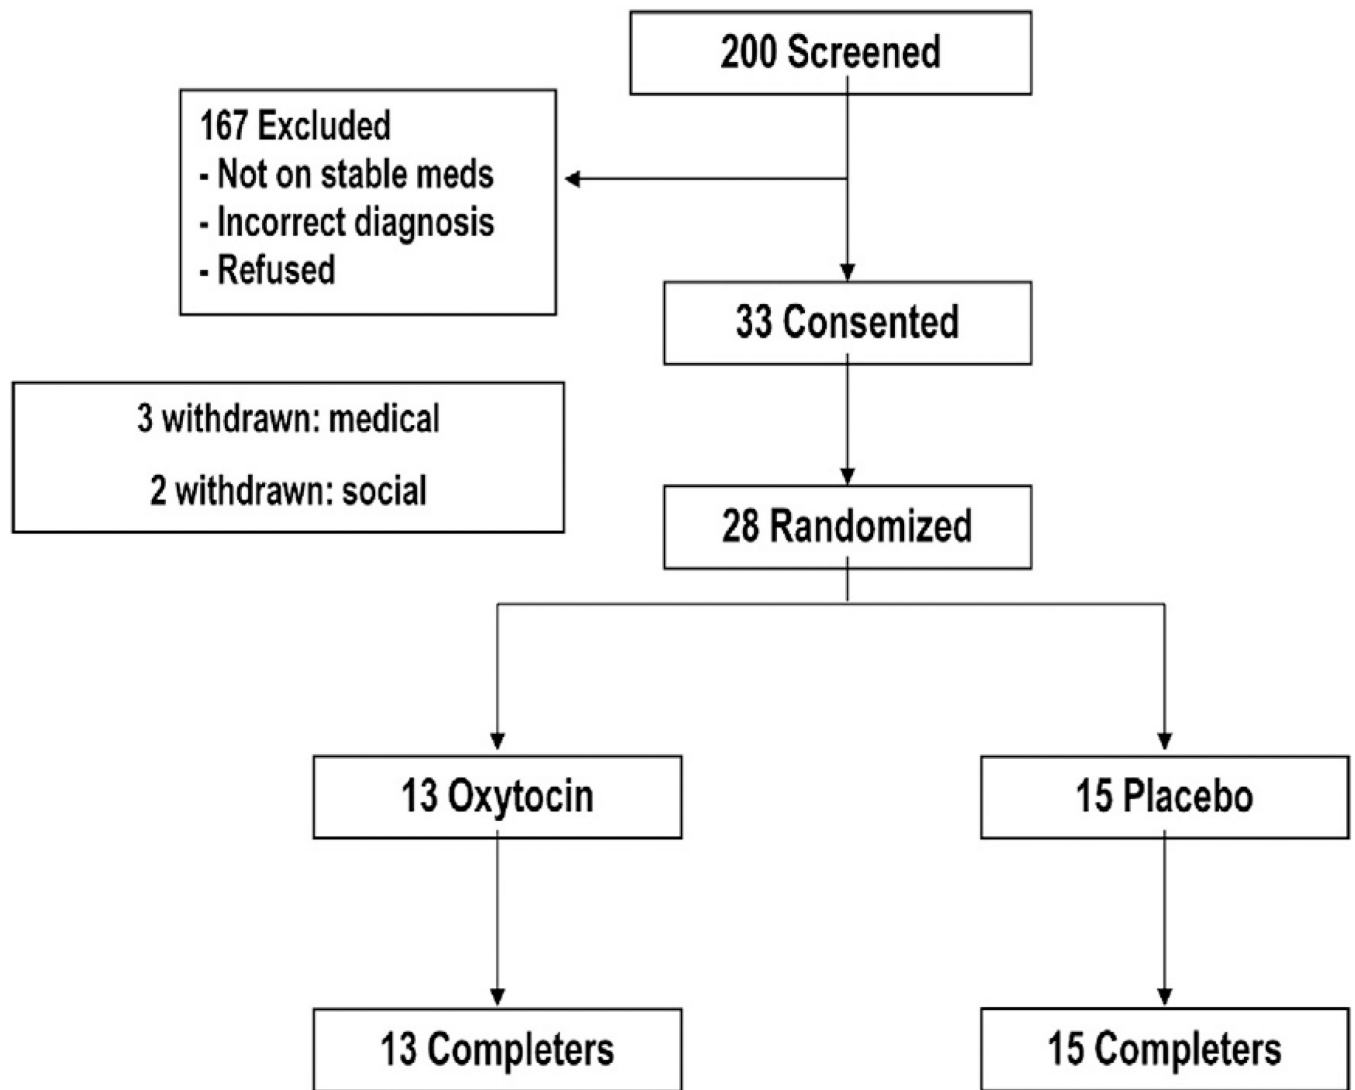 200 Screened
167 Excluded
- Not on stable meds
- Incorrect diagnosis
- Refused
33 Consented
3 withdrawn: medical
2 withdrawn: social
28 Randomized
13 Oxytocin
15 Placebo
13 Completers
15 Completers